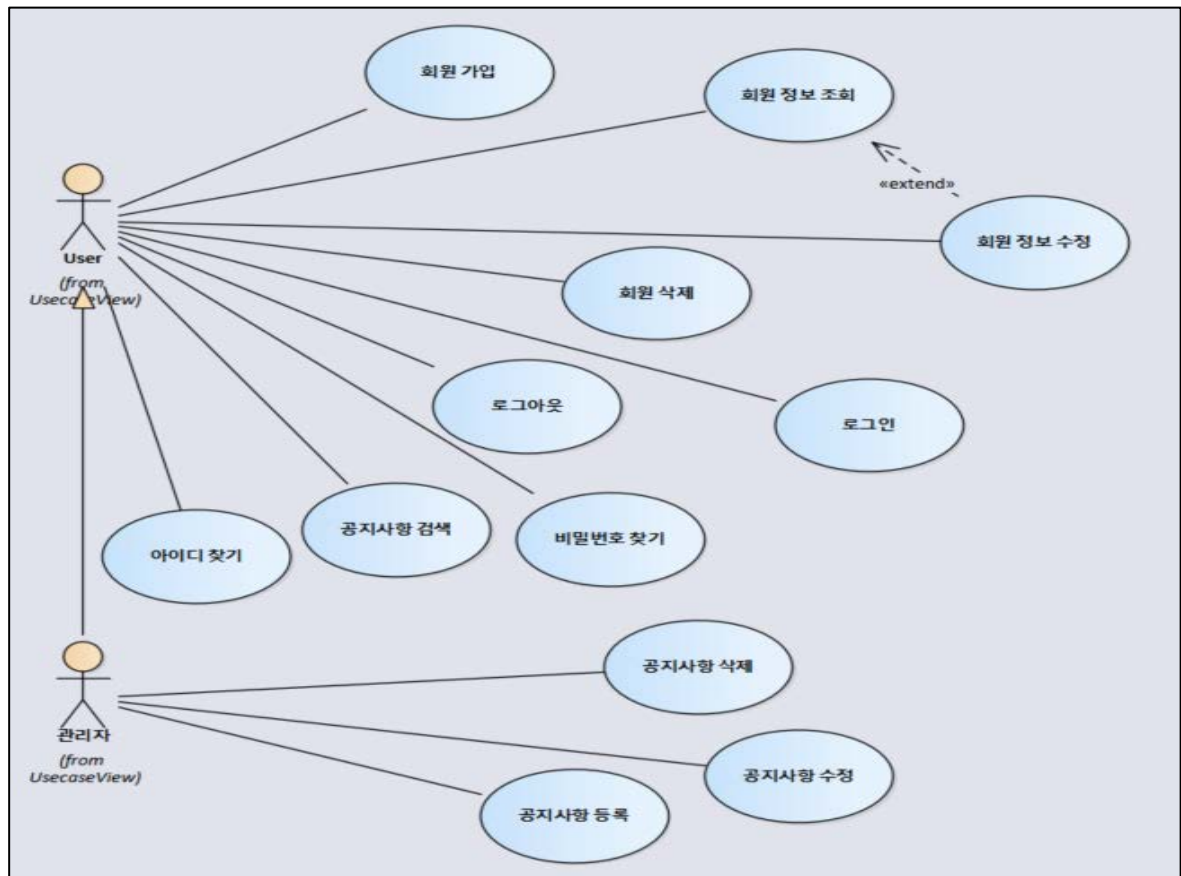 회원 가입
회원 정보 조회
«extend»
회원 정보 수정
User
(from
UsecaseView)
회원 삭제
로그아웃
로그인
아이디 찾기
공지사항 검색
비밀번호 찾기
공지사항 삭제
관리자
(from
UsecaseView)
공지사항 수정
공지사항 등록